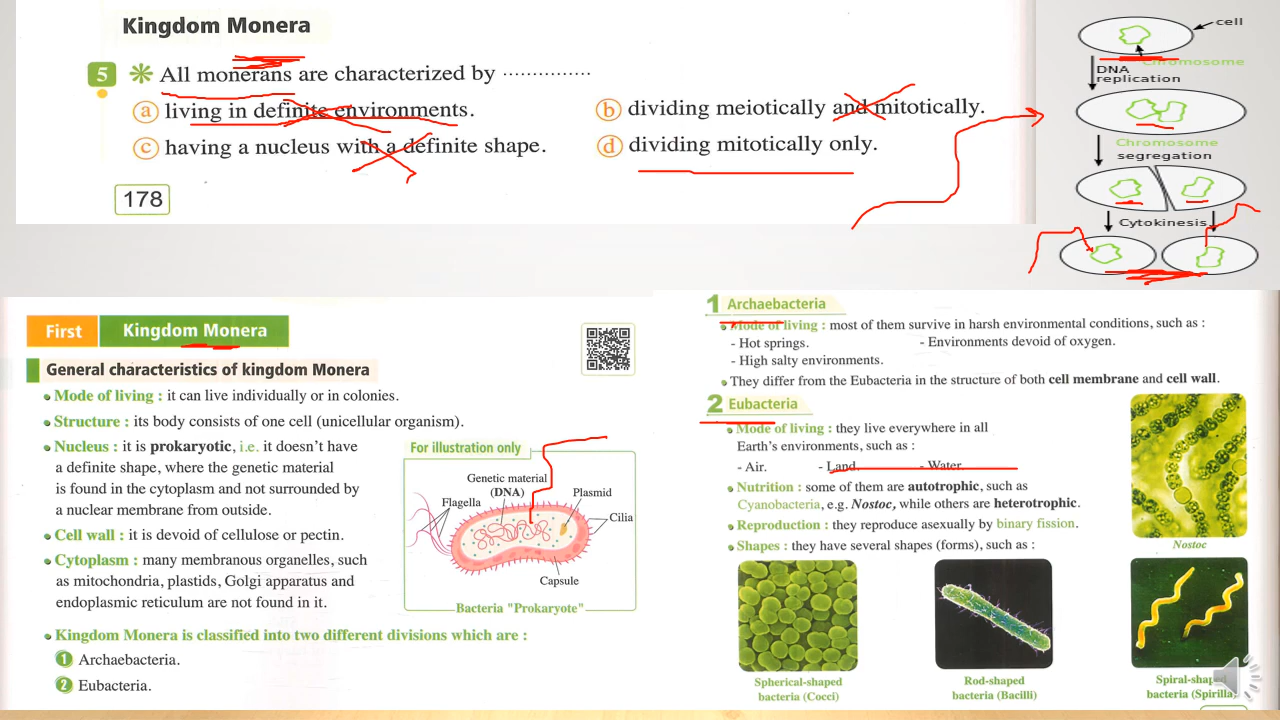 Kingdom Monera
5 * All monerans are characterized by ...............
a living in definite environments.
b dividing meiotically and mitotically.
c having a nucleus with a definite shape.
d dividing mitotically only.
178
cell
Chromosome
DNA
replication
Chromosome
segregation
Cytokinesis
First Kingdom Monera
General characteristics of kingdom Monera
• Mode of living : it can live individually or in colonies.
• Structure : its body consists of one cell (unicellular organism).
• Nucleus : it is prokaryotic, i.e. it doesn't have
a definite shape, where the genetic material
is found in the cytoplasm and not surrounded by
a nuclear membrane from outside.
• Cell wall : it is devoid of cellulose or pectin.
• Cytoplasm : many membranous organelles, such
as mitochondria, plastids, Golgi apparatus and
endoplasmic reticulum are not found in it.
For illustration only
Genetic material
(DNA)
Plasmid
Flagella
Cilia
Capsule
Bacteria "Prokaryote"
• Kingdom Monera is classified into two different divisions which are :
1 Archaebacteria.
2 Eubacteria.
1 Archaebacteria
• Mode of living : most of them survive in harsh environmental conditions, such as :
- Hot springs.
- Environments devoid of oxygen.
- High salty environments.
• They differ from the Eubacteria in the structure of both cell membrane and cell wall.
2 Eubacteria
• Mode of living : they live everywhere in all
Earth's environments, such as :
- Air. - Land. - Water.
• Nutrition : some of them are autotrophic, such as
Cyanobacteria, e.g. Nostoc, while others are heterotrophic.
• Reproduction : they reproduce asexually by binary fission.
• Shapes : they have several shapes (forms), such as :
Nostoc
Spherical-shaped
bacteria (Cocci)
Rod-shaped
bacteria (Bacilli)
Spiral-shaped
bacteria (Spirilla)